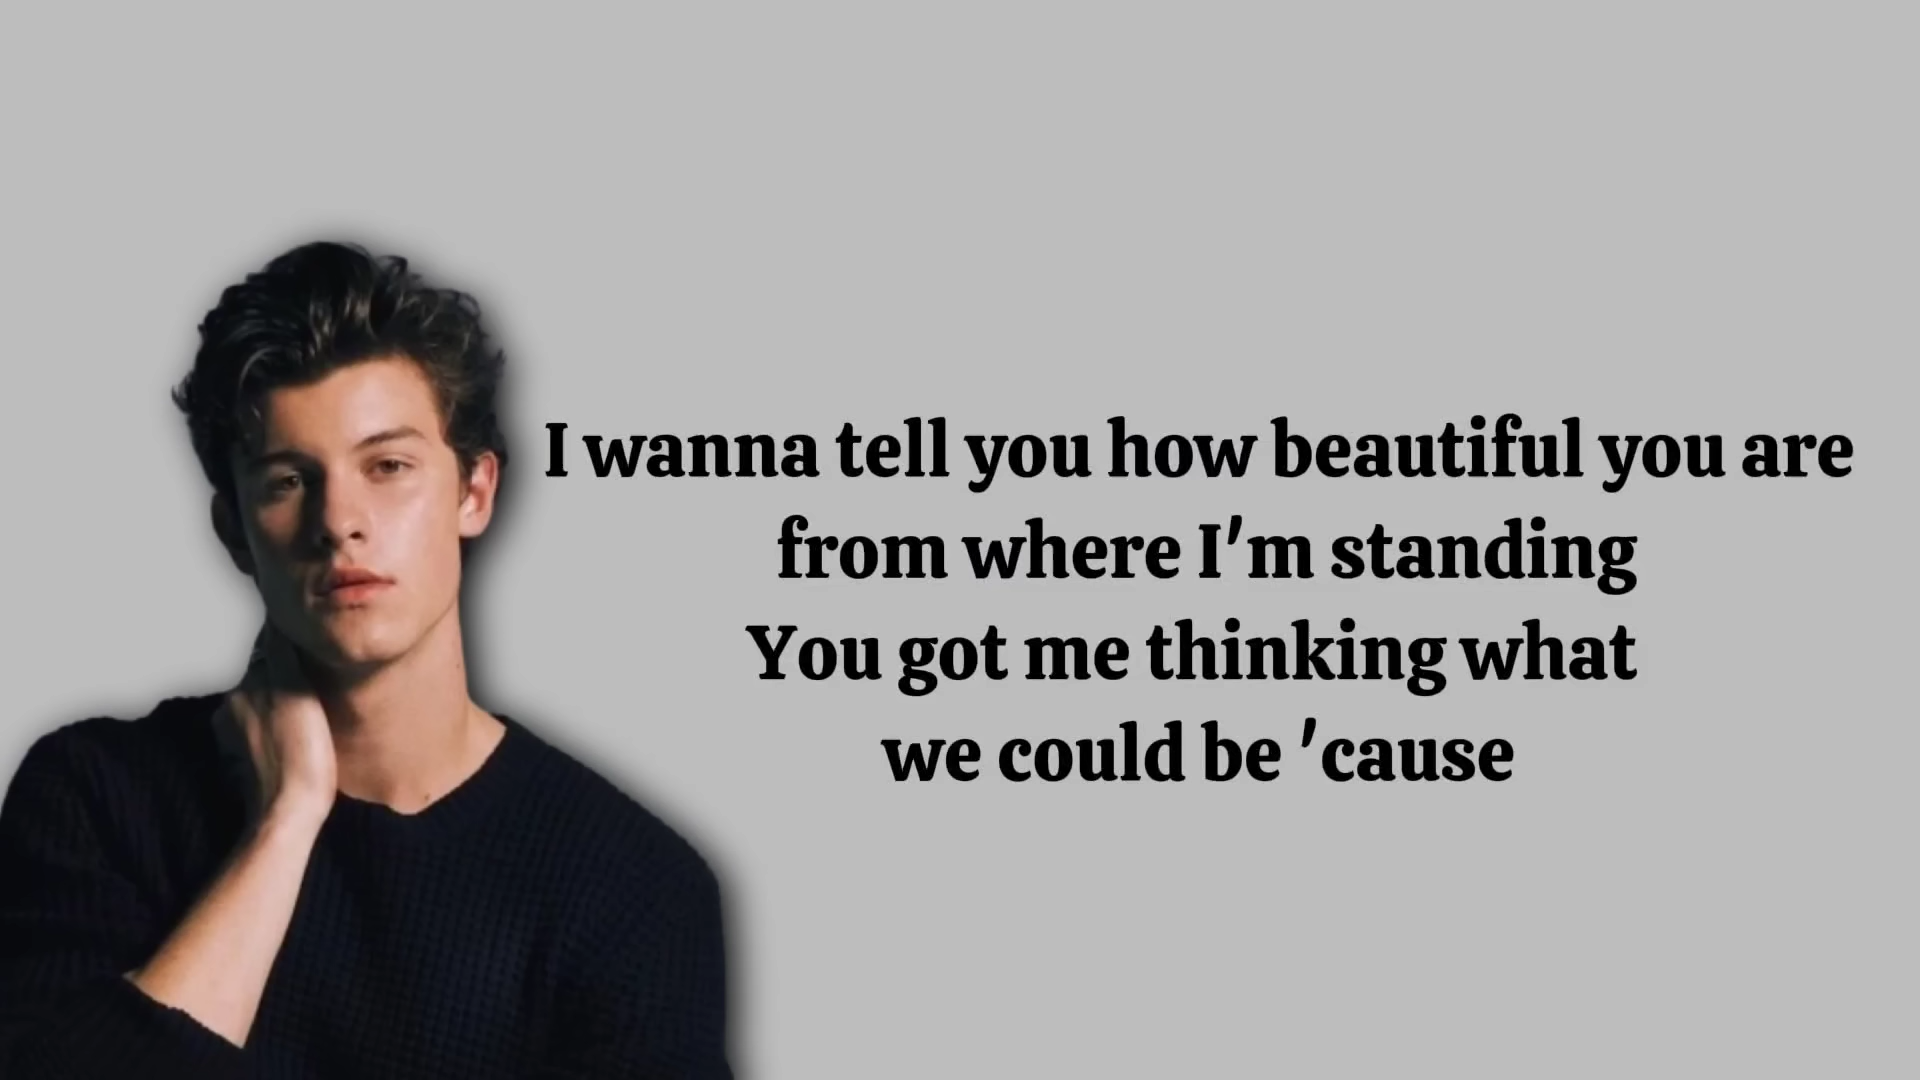 I wanna tell you how beautiful you are
from where I'm standing
You got me thinking what
we could be 'cause